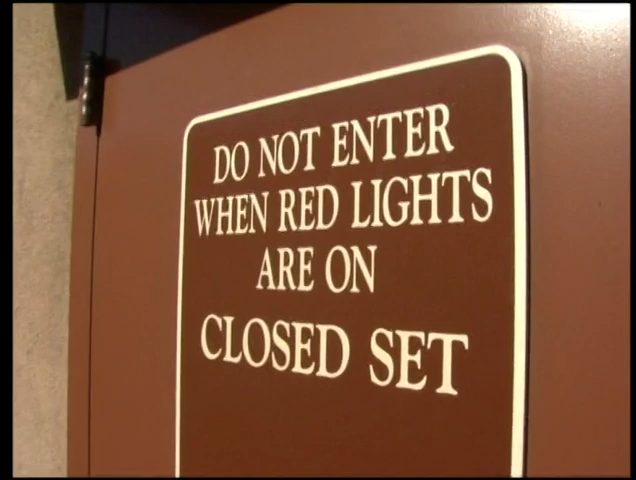 DO NOT ENTER
WHEN RED LIGHTS
ARE ON
CLOSED SET